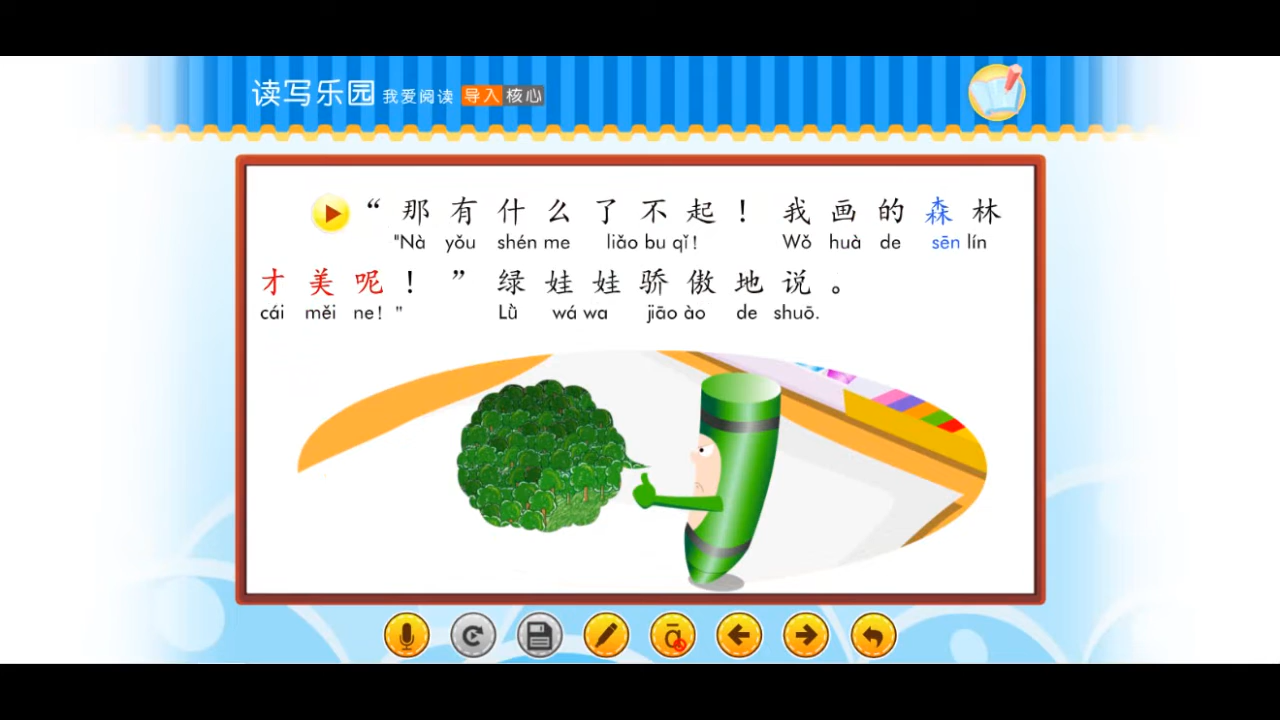 读写乐园 我爱阅读 导入 核心
“那有什么了不起！我画的森林
"Nà yǒu shén me liǎo bu qǐ! Wǒ huà de sēn lín
才美呢！”绿娃娃骄傲地说。
cái měi ne! " Lǜ wá wa jiāo ào de shuō.
ā